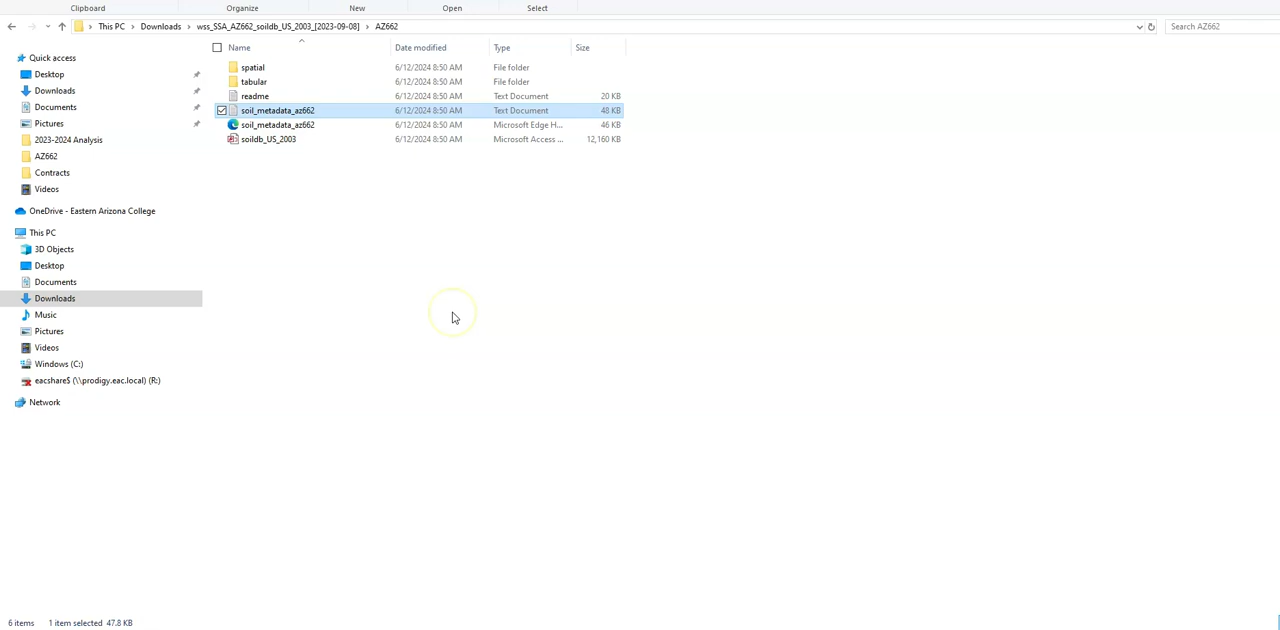 Clipboard Organize New Open Select
This PC Downloads wss_SSA_AZ662_soildb_US_2003_[2023-09-08] AZ662 Search AZ662
Name Date modified Type Size
Quick access
Desktop
Downloads
Documents
Pictures
2023-2024 Analysis
AZ662
Contracts
Videos
OneDrive - Eastern Arizona College
This PC
3D Objects
Desktop
Documents
Downloads
Music
Pictures
Videos
Windows (C:)
eacshare$ (\\prodigy.eac.local) (R:)
Network
spatial 6/12/2024 8:50 AM File folder
tabular 6/12/2024 8:50 AM File folder
readme 6/12/2024 8:50 AM Text Document 20 KB
soil_metadata_az662 6/12/2024 8:50 AM Text Document 48 KB
soil_metadata_az662 6/12/2024 8:50 AM Microsoft Edge H... 46 KB
soildb_US_2003 6/12/2024 8:50 AM Microsoft Access ... 12,160 KB
6 items 1 item selected 47.8 KB